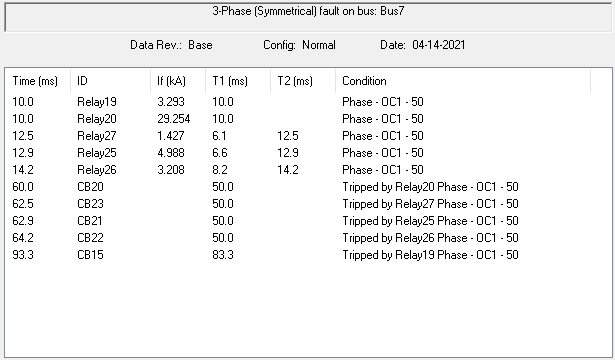 3-Phase (Symmetrical) fault on bus: Bus7
Data Rev.: Base Config: Normal Date: 04-14-2021
Time (ms) ID If (kA) T1 (ms) T2 (ms) Condition
10.0 Relay19 3.293 10.0 Phase - OC1 - 50
10.0 Relay20 29.254 10.0 Phase - OC1 - 50
12.5 Relay27 1.427 6.1 12.5 Phase - OC1 - 50
12.9 Relay25 4.988 6.6 12.9 Phase - OC1 - 50
14.2 Relay26 3.208 8.2 14.2 Phase - OC1 - 50
60.0 CB20 50.0 Tripped by Relay20 Phase - OC1 - 50
62.5 CB23 50.0 Tripped by Relay27 Phase - OC1 - 50
62.9 CB21 50.0 Tripped by Relay25 Phase - OC1 - 50
64.2 CB22 50.0 Tripped by Relay26 Phase - OC1 - 50
93.3 CB15 83.3 Tripped by Relay19 Phase - OC1 - 50